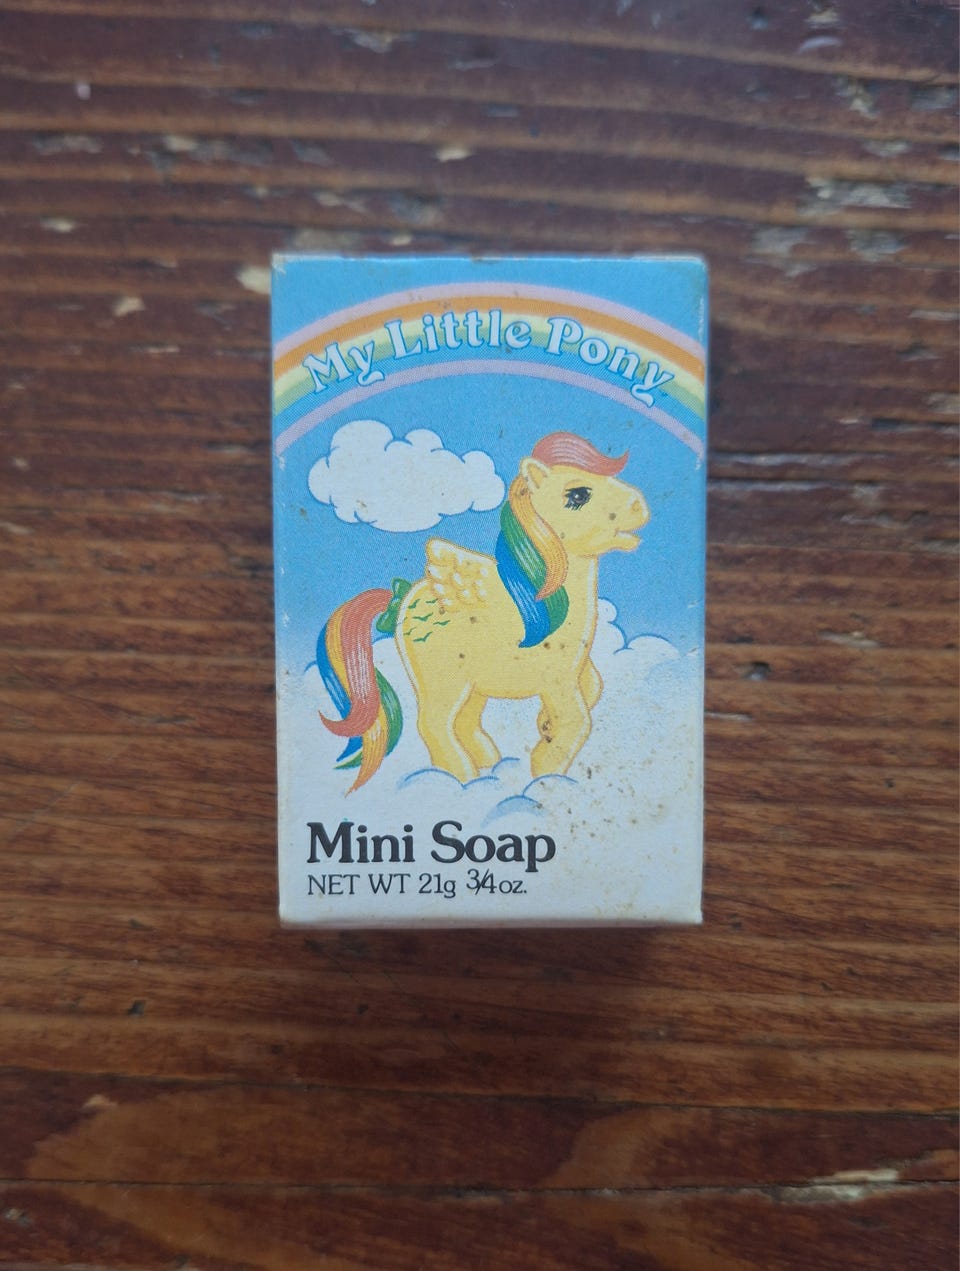 My Little Pony
Mini Soap
NET WT 21g 3/4 oz.